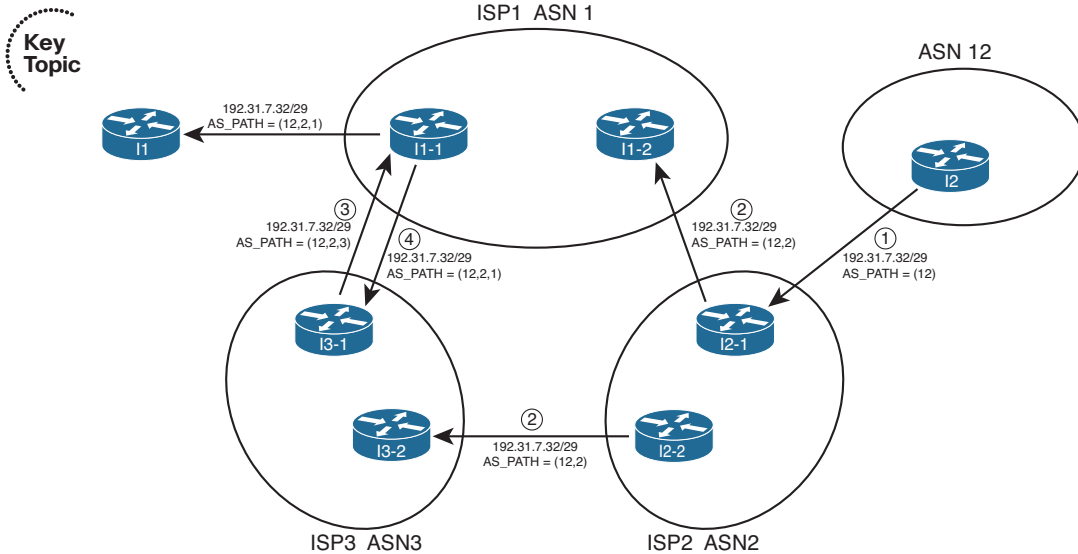 Key
Topic
ISP1 ASN 1
ASN 12
192.31.7.32/29
AS_PATH = (12,2,1)
I1
I1-1
I1-2
I2
3
192.31.7.32/29
AS_PATH = (12,2,3)
4
192.31.7.32/29
AS_PATH = (12,2,1)
2
192.31.7.32/29
AS_PATH = (12,2)
1
192.31.7.32/29
AS_PATH = (12)
I3-1
I2-1
I3-2
2
192.31.7.32/29
AS_PATH = (12,2)
I2-2
ISP3 ASN3
ISP2 ASN2